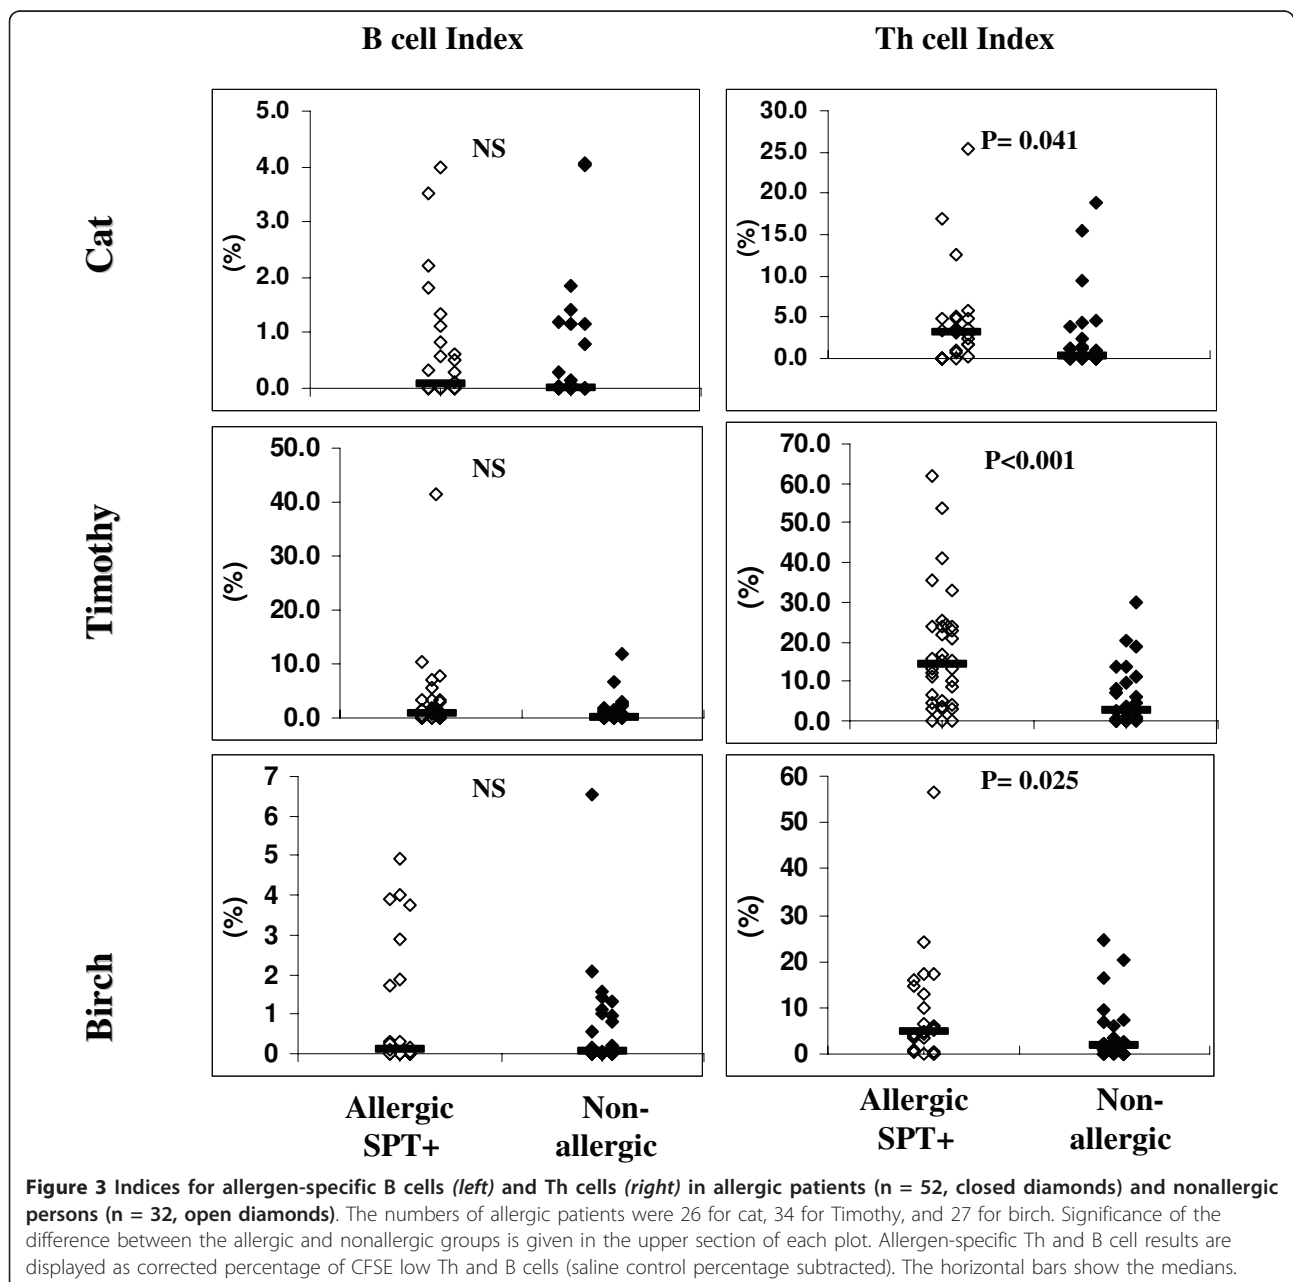 B cell Index
Th cell Index
Cat
5.0
4.0
3.0
2.0
1.0
0.0
(%)
NS
30.0
25.0
20.0
15.0
10.0
5.0
0.0
(%)
P= 0.041
Timothy
50.0
40.0
30.0
20.0
10.0
0.0
(%)
NS
70.0
60.0
50.0
40.0
30.0
20.0
10.0
0.0
(%)
P<0.001
Birch
7
6
5
4
3
2
1
0
(%)
NS
60
50
40
30
20
10
0
(%)
P= 0.025
Allergic
SPT+
Non-
allergic
Allergic
SPT+
Non-
allergic
Figure 3 Indices for allergen-specific B cells (left) and Th cells (right) in allergic patients (n = 52, closed diamonds) and nonallergic
persons (n = 32, open diamonds). The numbers of allergic patients were 26 for cat, 34 for Timothy, and 27 for birch. Significance of the
difference between the allergic and nonallergic groups is given in the upper section of each plot. Allergen-specific Th and B cell results are
displayed as corrected percentage of CFSE low Th and B cells (saline control percentage subtracted). The horizontal bars show the medians.